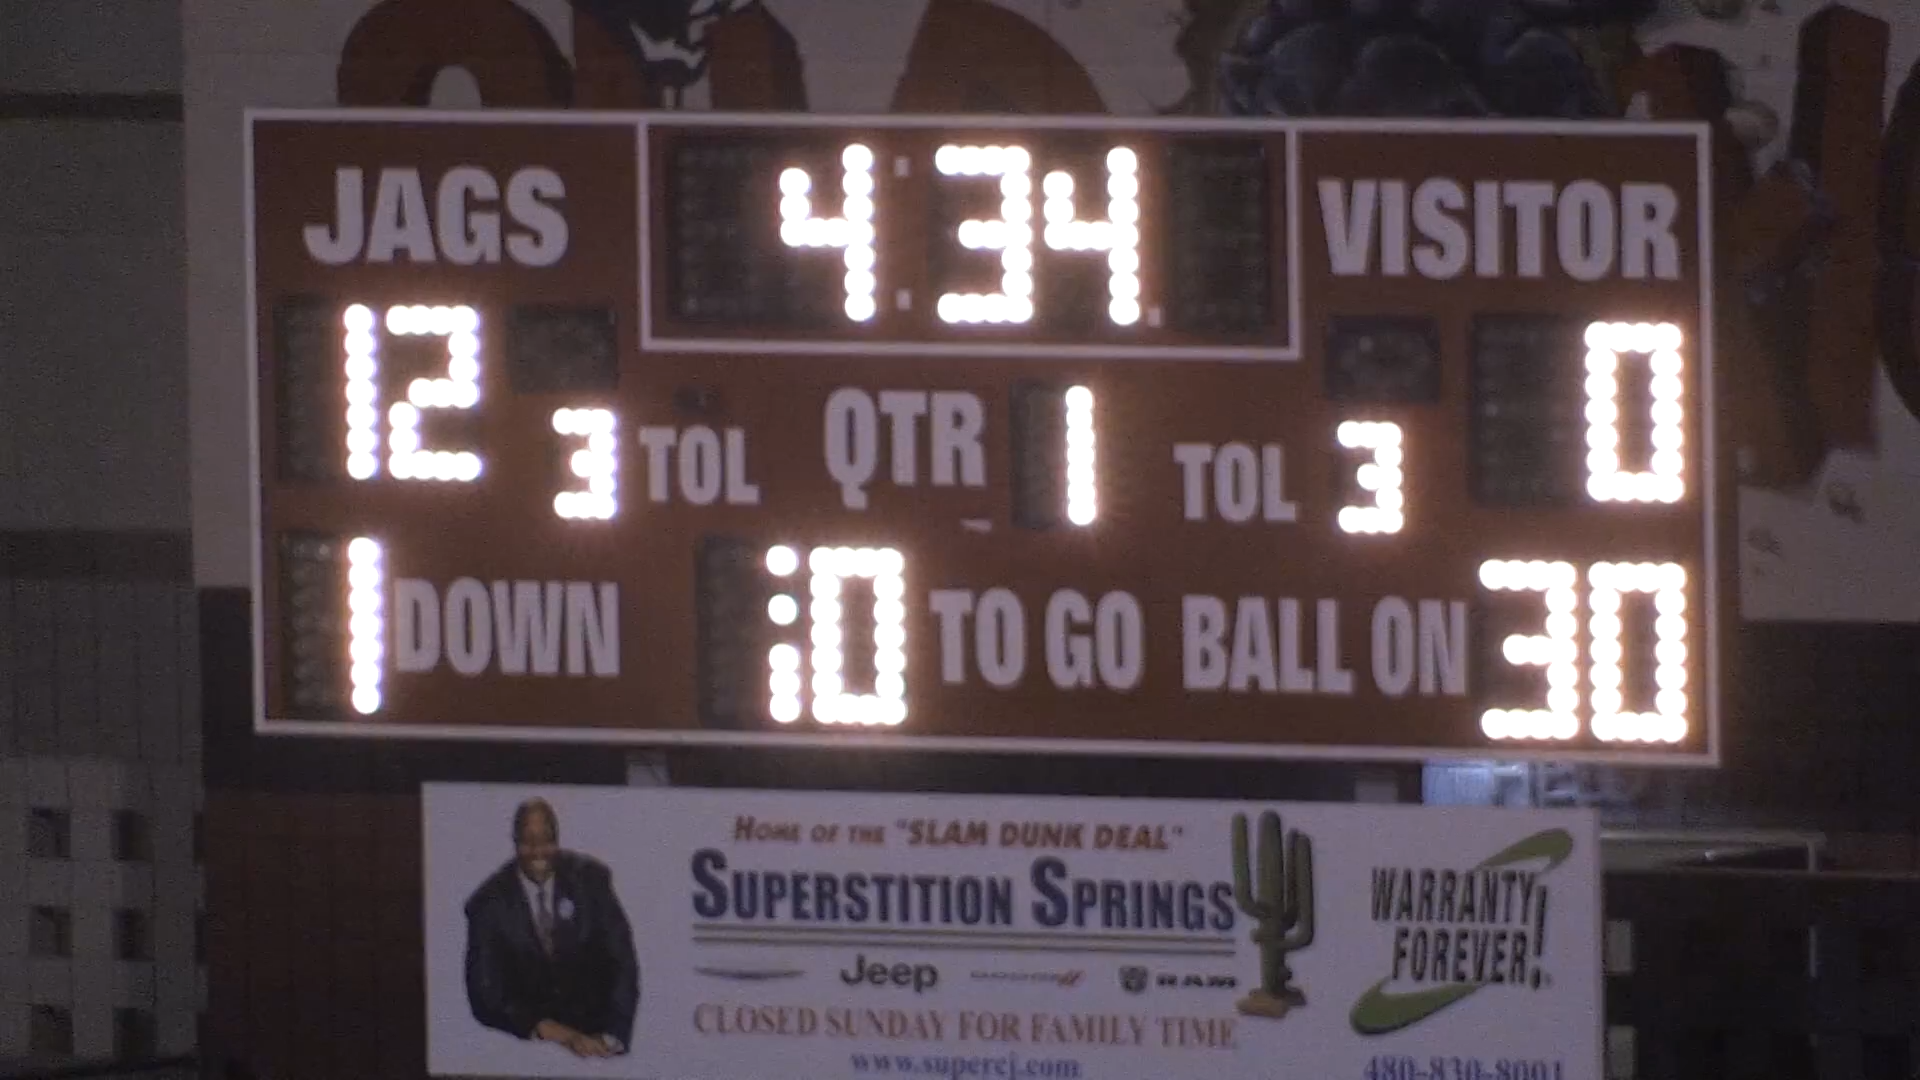 JAGS
4:34
VISITOR
12
3 TOL
QTR 1
TOL 3
0
1 DOWN
10 TO GO
BALL ON 30
HOME OF THE "SLAM DUNK DEAL"
SUPERSTITION SPRINGS
Jeep
RAM
CLOSED SUNDAY FOR FAMILY TIME
www.supercj.com
WARRANTY
FOREVER!
480-830-8001